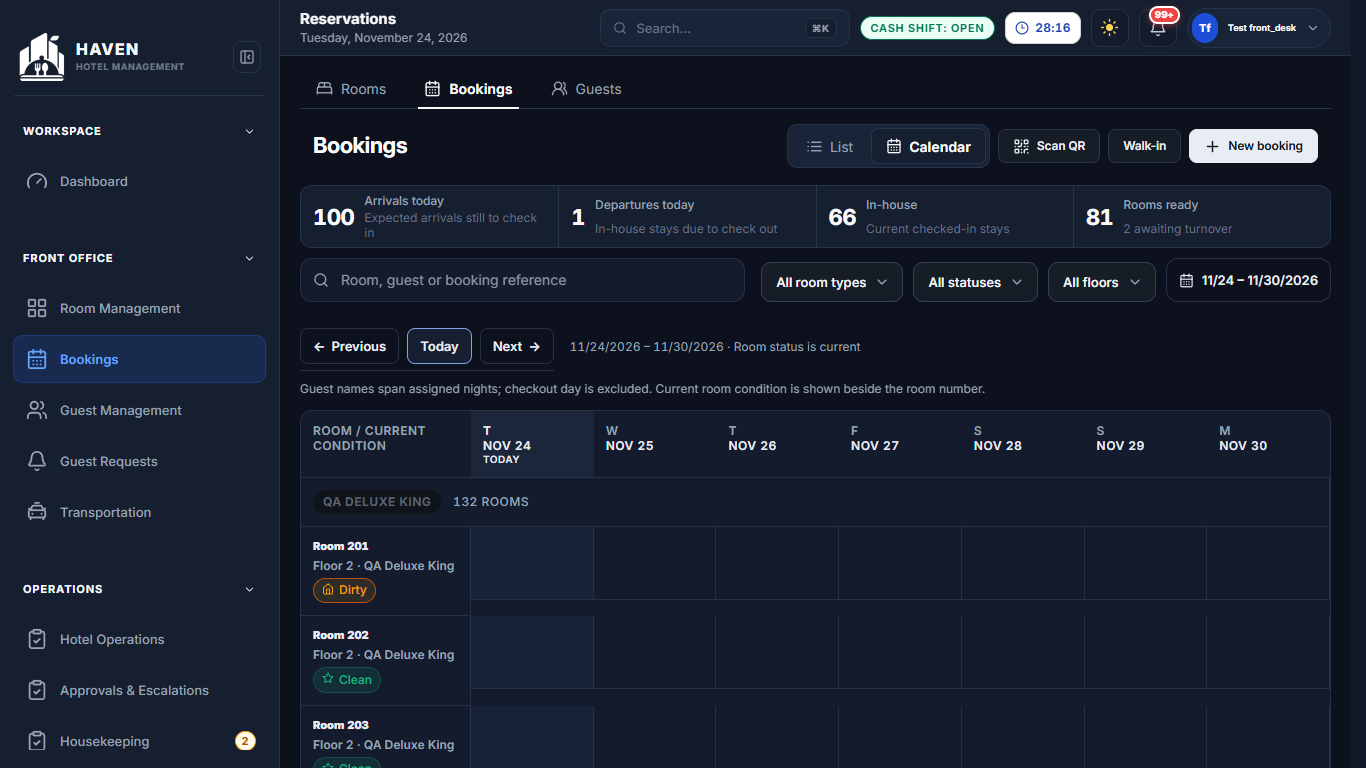 HAVEN
HOTEL MANAGEMENT
WORKSPACE
Dashboard
FRONT OFFICE
Room Management
Bookings
Guest Management
Guest Requests
Transportation
OPERATIONS
Hotel Operations
Approvals & Escalations
Housekeeping 2
Reservations
Tuesday, November 24, 2026
Search... ⌘K
CASH SHIFT: OPEN
28:16
99+
Tf Test front_desk
Rooms Bookings Guests
Bookings
List Calendar Scan QR Walk-in New booking
100 Arrivals today
Expected arrivals still to check
in
1 Departures today
In-house stays due to check out
66 In-house
Current checked-in stays
81 Rooms ready
2 awaiting turnover
Room, guest or booking reference
All room types All statuses All floors 11/24 – 11/30/2026
← Previous Today Next → 11/24/2026 – 11/30/2026 · Room status is current
Guest names span assigned nights; checkout day is excluded. Current room condition is shown beside the room number.
ROOM / CURRENT
CONDITION
T
NOV 24
TODAY
W
NOV 25
T
NOV 26
F
NOV 27
S
NOV 28
S
NOV 29
M
NOV 30
QA DELUXE KING 132 ROOMS
Room 201
Floor 2 · QA Deluxe King
Dirty
Room 202
Floor 2 · QA Deluxe King
Clean
Room 203
Floor 2 · QA Deluxe King
Clean